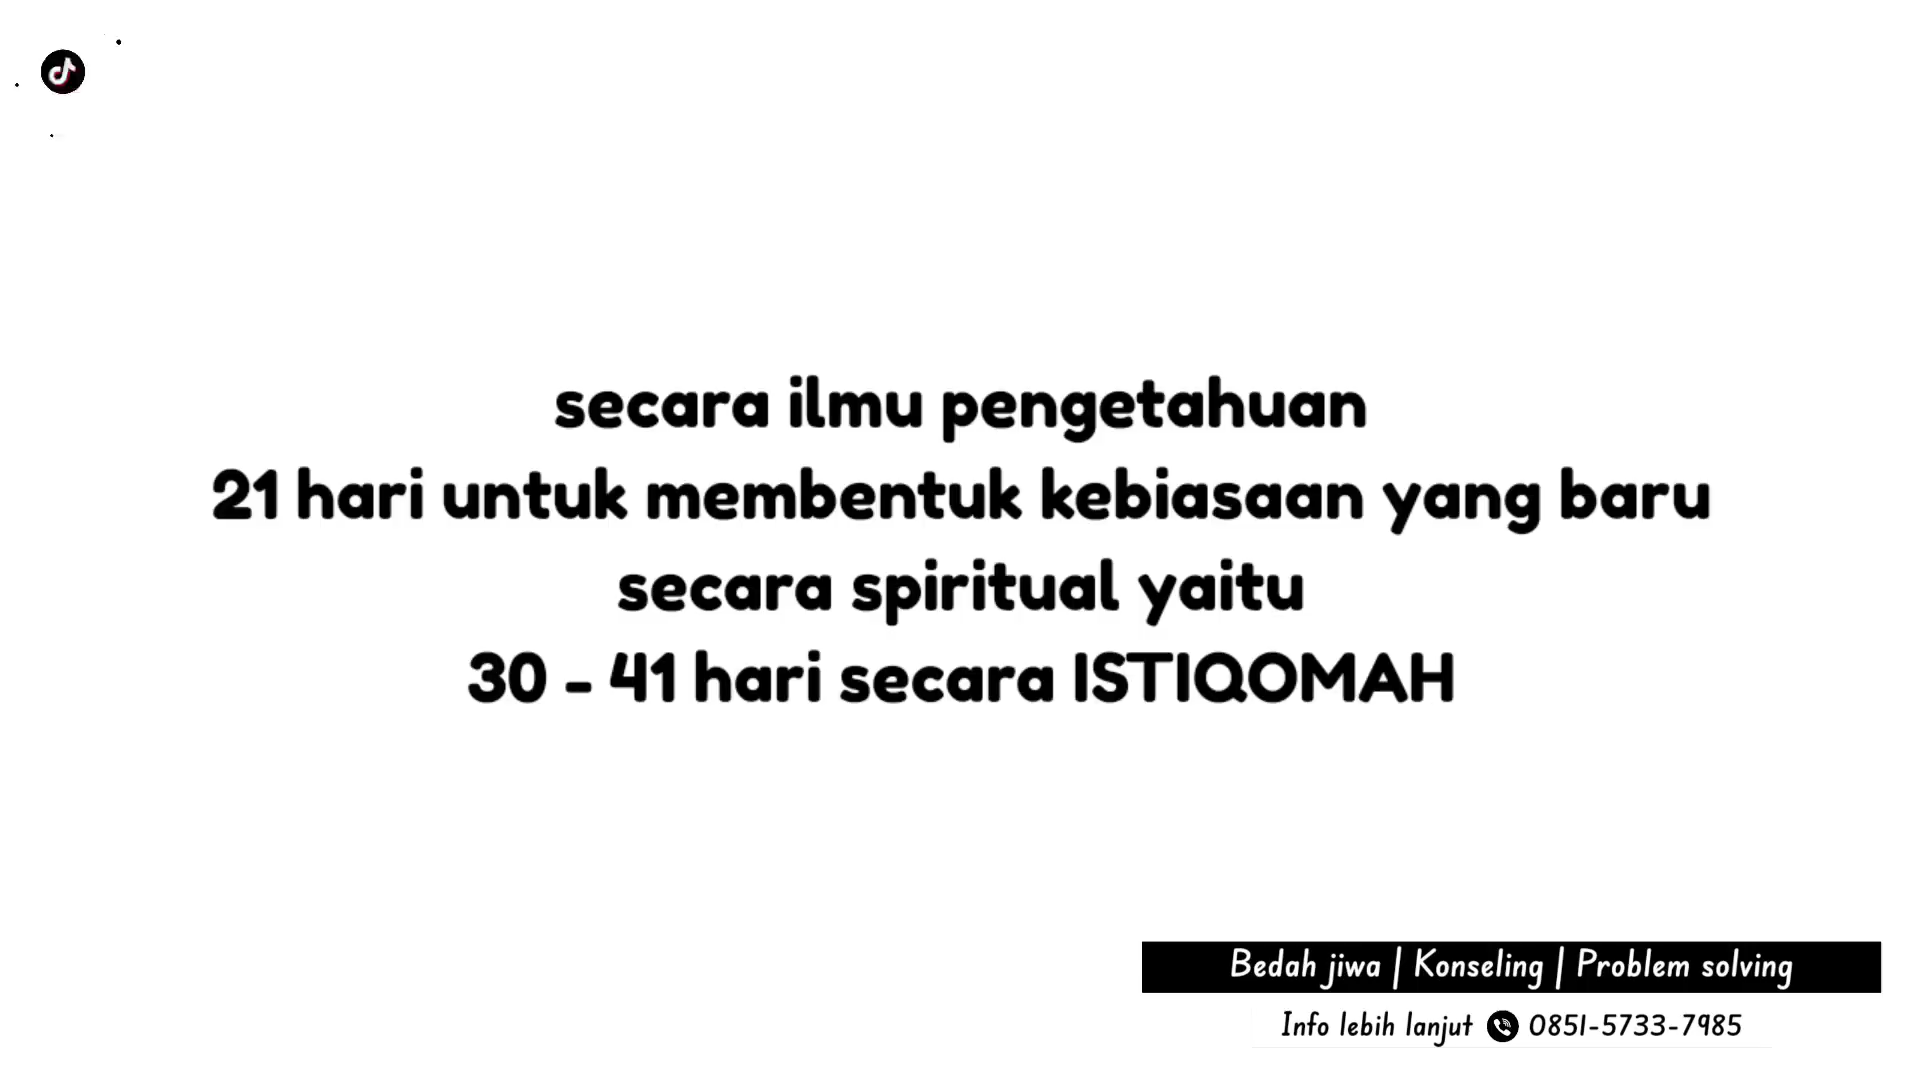 secara ilmu pengetahuan
21 hari untuk membentuk kebiasaan yang baru
secara spiritual yaitu
30 - 41 hari secara ISTIQOMAH
Bedah jiwa | Konseling | Problem solving
Info lebih lanjut 0851-5733-7985